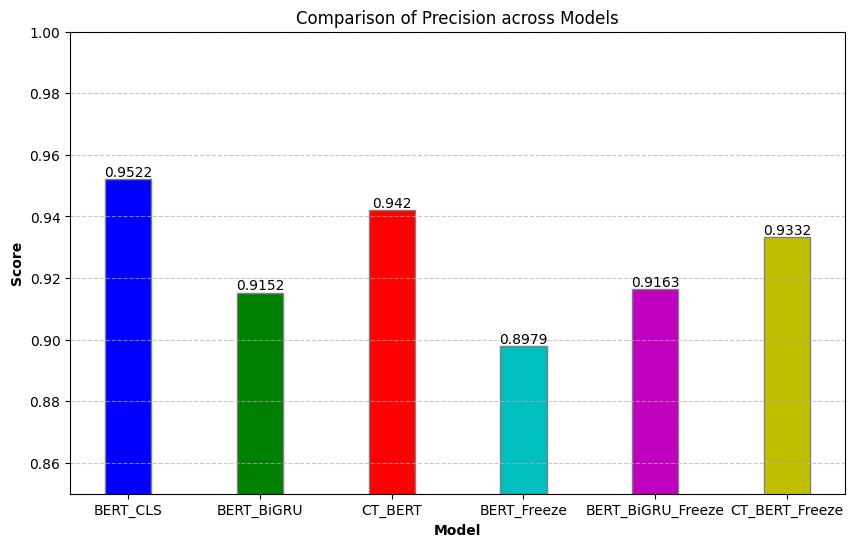 Comparison of Precision across Models
1.00
0.98
0.96
0.94
0.92
0.90
0.88
0.86
Score
0.9522
0.9152
0.942
0.8979
0.9163
0.9332
BERT_CLS
BERT_BiGRU
CT_BERT
BERT_Freeze
BERT_BiGRU_Freeze
CT_BERT_Freeze
Model